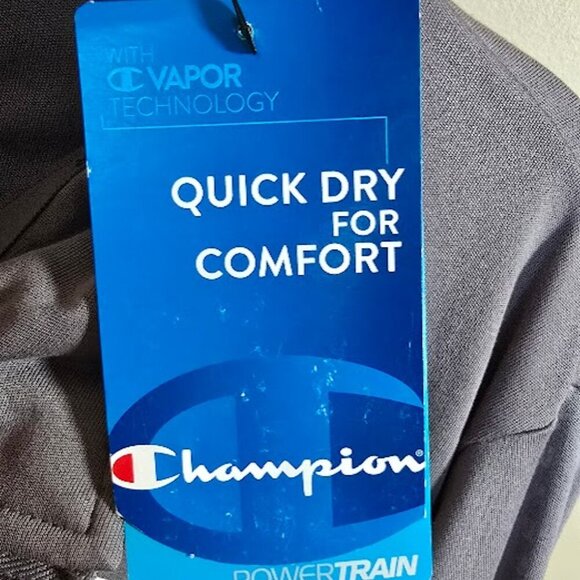 WITH
VAPOR
TECHNOLOGY
QUICK DRY
FOR
COMFORT
Champion
POWERTRAIN